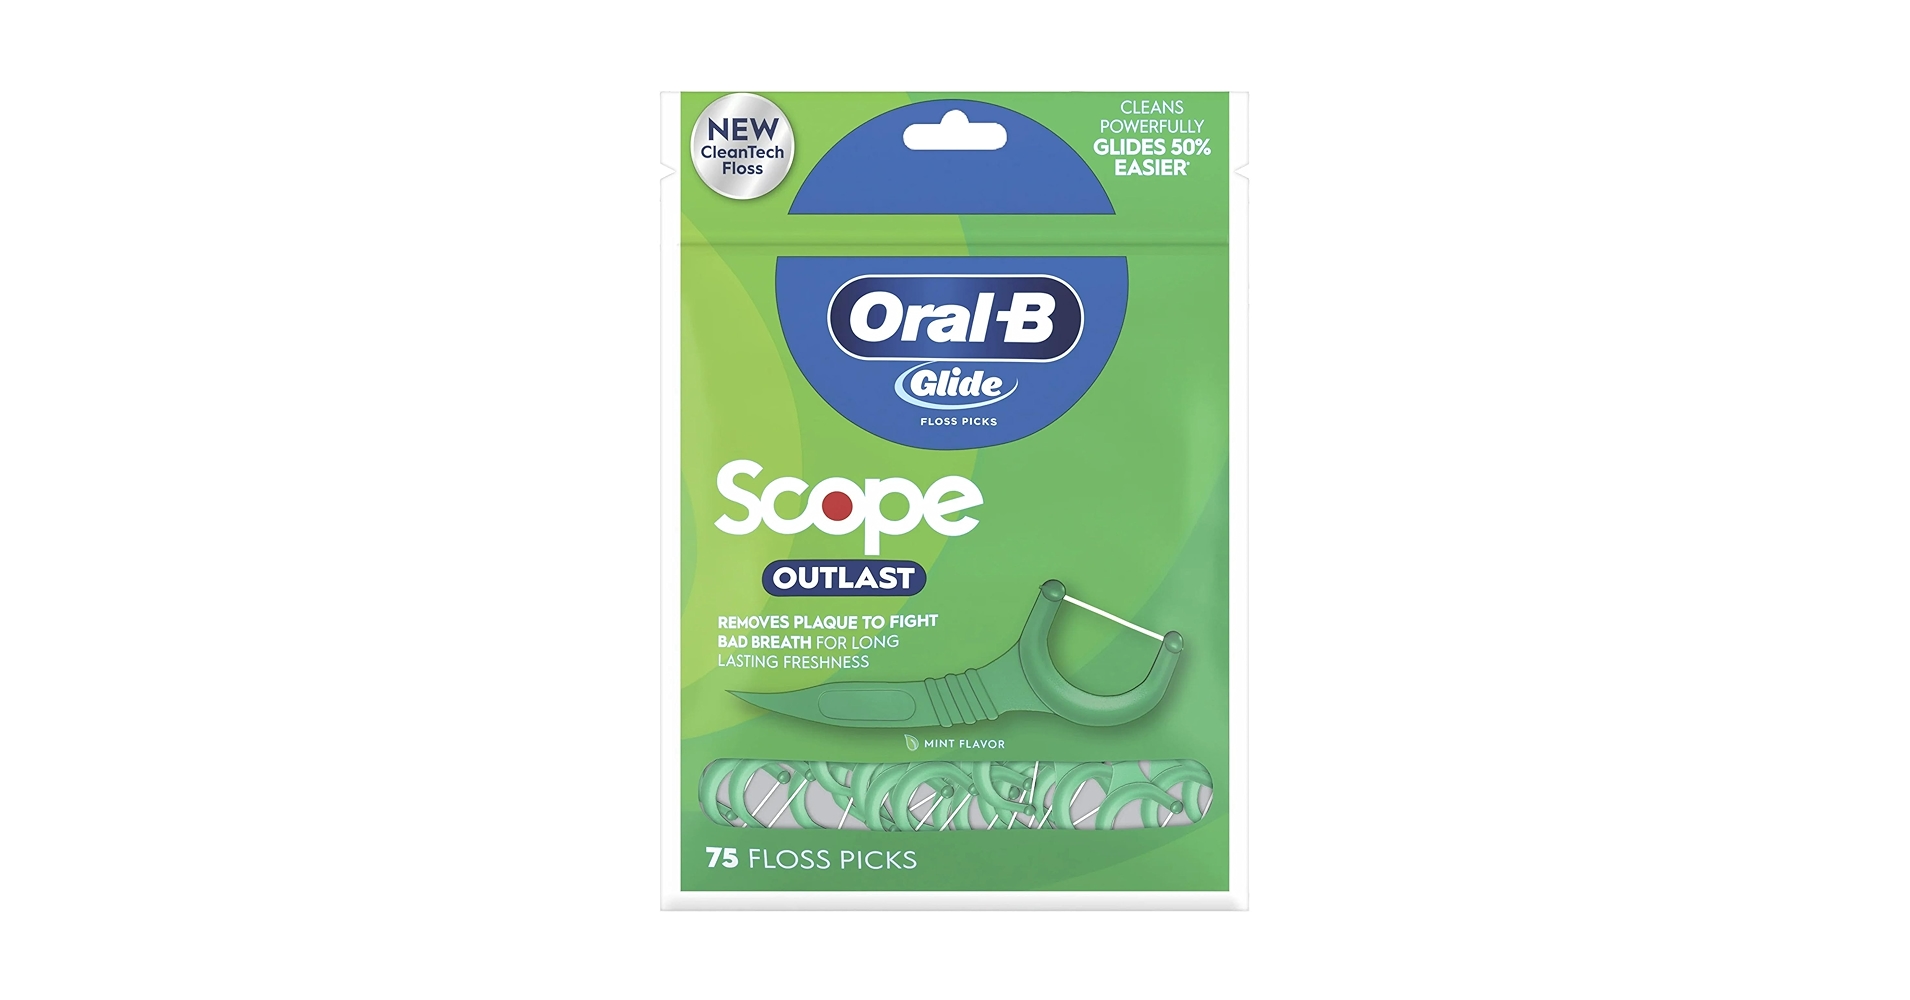 NEW
CleanTech
Floss
CLEANS
POWERFULLY
GLIDES 50%
EASIER*
Oral-B
Glide
FLOSS PICKS
Scope
OUTLAST
REMOVES PLAQUE TO FIGHT
BAD BREATH FOR LONG
LASTING FRESHNESS
MINT FLAVOR
75 FLOSS PICKS